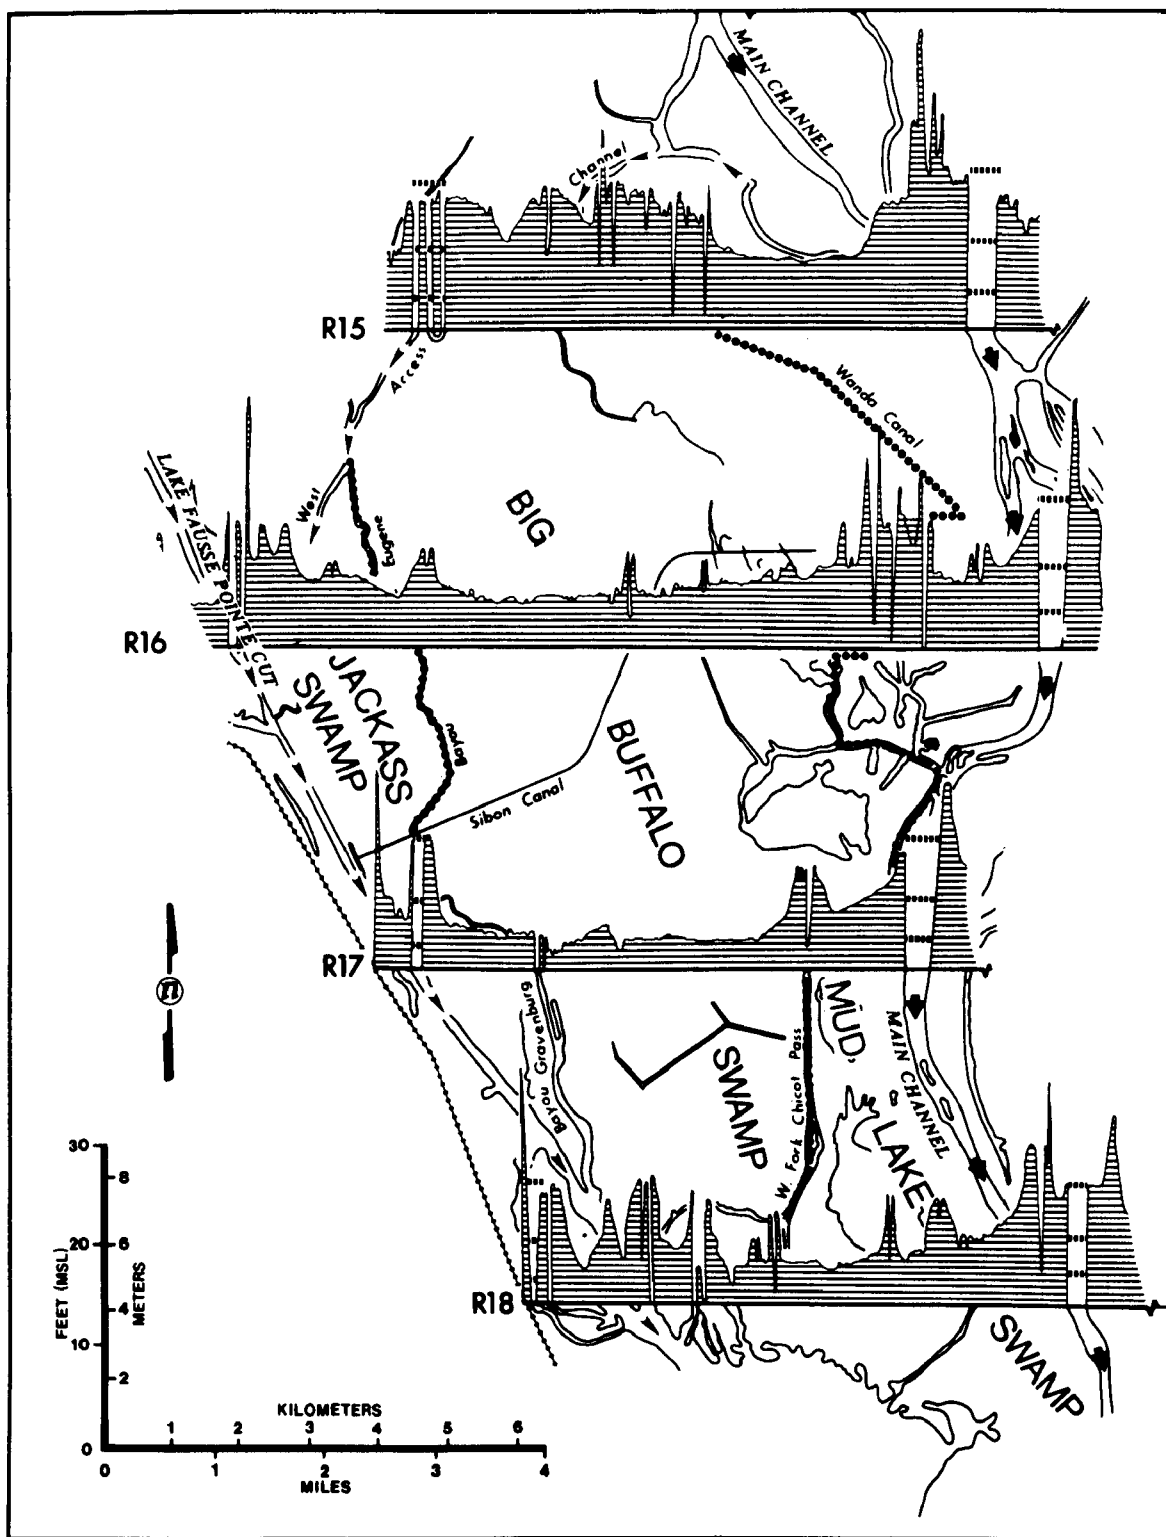 MAIN CHANNEL
Channel
R15
Access
Wanda Canal
LAKE FAUSSE POINTE CUT
West
Eugene
BIG
R16
JACKASS
SWAMP
Bayou
Sibon Canal
BUFFALO
n
R17
Bayou Gravenburg
SWAMP
W. Fork Chicot Pass
MUD
LAKE
MAIN CHANNEL
R18
SWAMP
30
20
10
0
FEET (MSL)
8
6
4
2
METERS
KILOMETERS
1 2 3 4 5 6
0 1 2 3 4
MILES